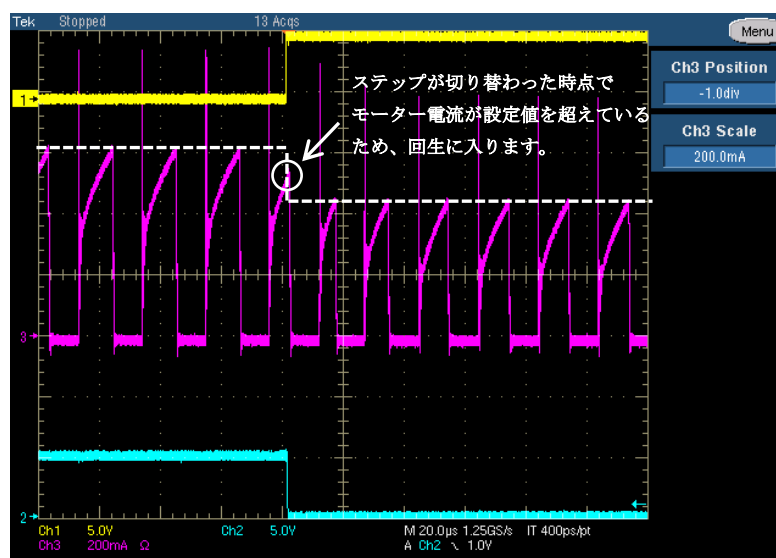 Tek Stopped 13 Acqs
Menu
Ch3 Position
-1.0div
Ch3 Scale
200.0mA
ステップが切り替わった時点で
モーター電流が設定値を超えている
ため、回生に入ります。
1
3
2
Ch1 5.0V Ch2 5.0V M 20.0µs 1.25GS/s IT 400ps/pt
Ch3 200mA Ω A Ch2 \ 1.0V